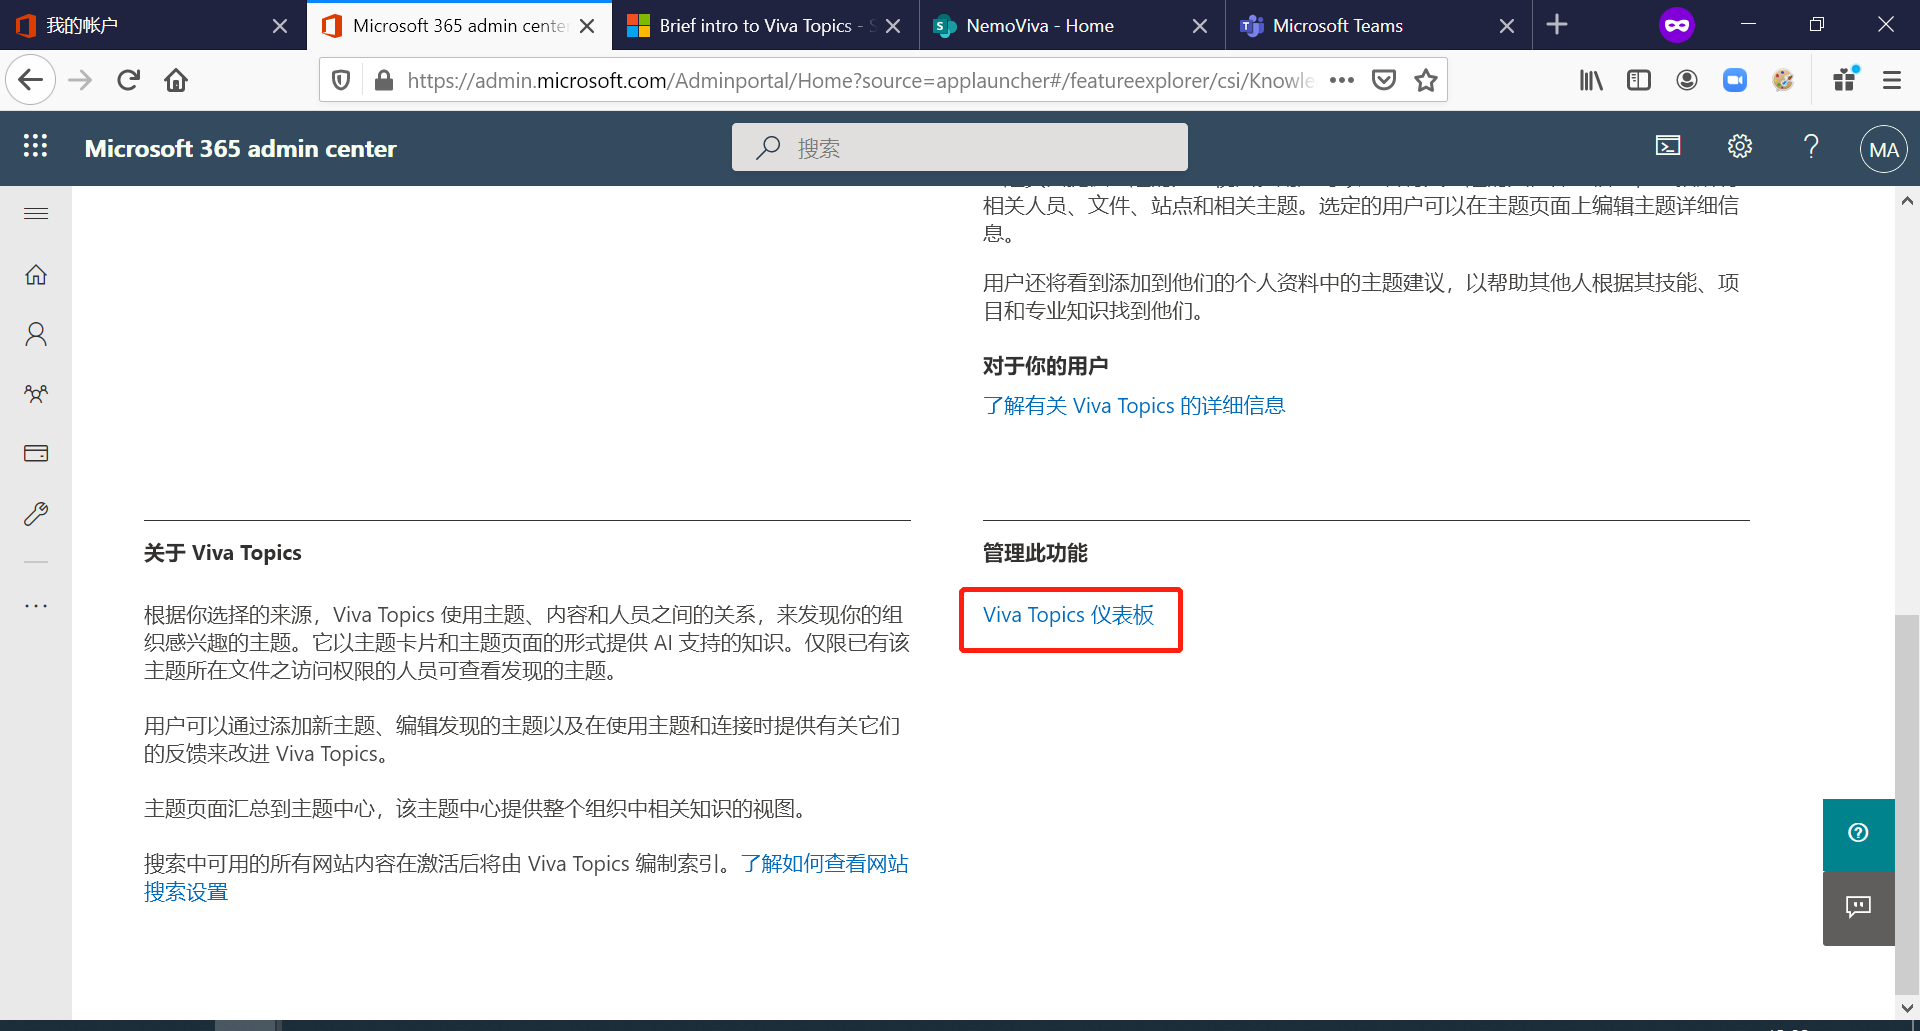 我的帐户
Microsoft 365 admin cente
Brief intro to Viva Topics - S
NemoViva - Home
Microsoft Teams
https://admin.microsoft.com/Adminportal/Home?source=applauncher#/featureexplorer/csi/Knowle
Microsoft 365 admin center
搜索
MA
相关人员、文件、站点和相关主题。选定的用户可以在主题页面上编辑主题详细信
息。
用户还将看到添加到他们的个人资料中的主题建议，以帮助其他人根据其技能、项
目和专业知识找到他们。
对于你的用户
了解有关 Viva Topics 的详细信息
关于 Viva Topics
根据你选择的来源，Viva Topics 使用主题、内容和人员之间的关系，来发现你的组
织感兴趣的主题。它以主题卡片和主题页面的形式提供 AI 支持的知识。仅限已有该
主题所在文件之访问权限的人员可查看发现的主题。
用户可以通过添加新主题、编辑发现的主题以及在使用主题和连接时提供有关它们
的反馈来改进 Viva Topics。
主题页面汇总到主题中心，该主题中心提供整个组织中相关知识的视图。
搜索中可用的所有网站内容在激活后将由 Viva Topics 编制索引。了解如何查看网站
搜索设置
管理此功能
Viva Topics 仪表板